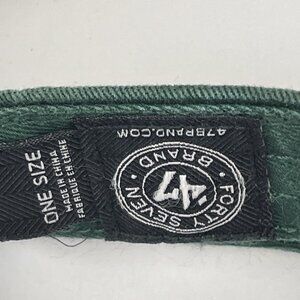 ONE SIZE
MADE IN CHINA
FABRIQUÉ EN CHINE
47BRAND.COM
FORTY SEVEN
'47
BRAND